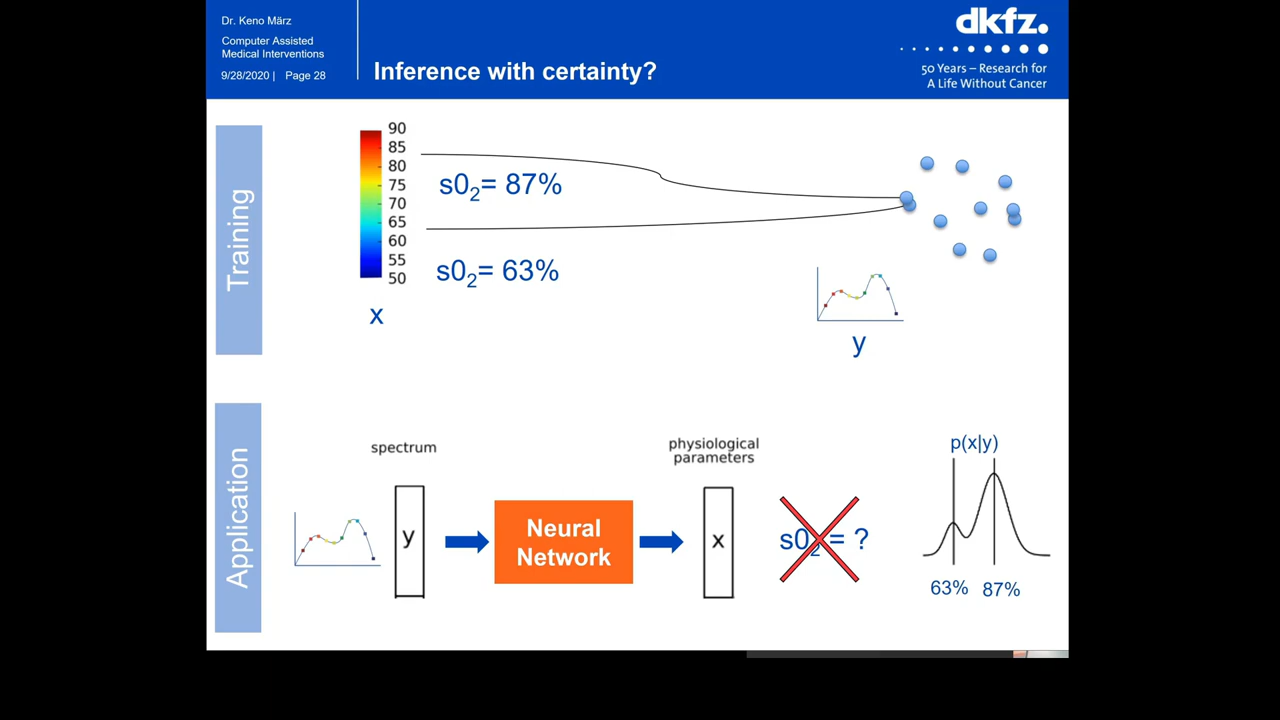 Dr. Keno März
Computer Assisted
Medical Interventions
9/28/2020 | Page 28
Inference with certainty?
dkfz.
50 Years – Research for
A Life Without Cancer
Training
90
85
80
75
70
65
60
55
50
x
s0₂= 87%
s0₂= 63%
y
Application
spectrum
y
Neural
Network
physiological
parameters
x
s0₂ = ?
p(x|y)
63% 87%